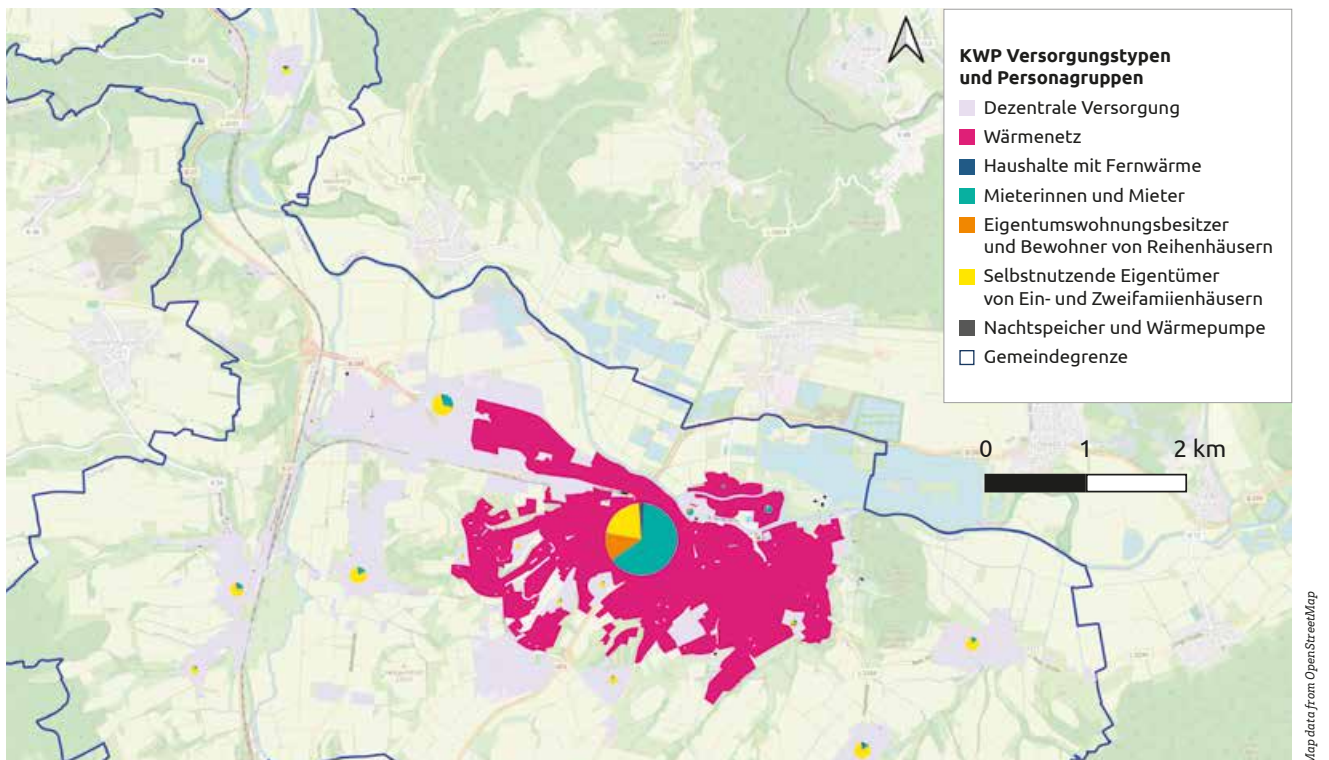 KWP Versorgungstypen
und Personagruppen
Dezentrale Versorgung
Wärmenetz
Haushalte mit Fernwärme
Mieterinnen und Mieter
Eigentumswohnungsbesitzer
und Bewohner von Reihenhäusern
Selbstnutzende Eigentümer
von Ein- und Zweifamiienhäusern
Nachtspeicher und Wärmepumpe
Gemeindegrenze
0 1 2 km
Map data from OpenStreetMap